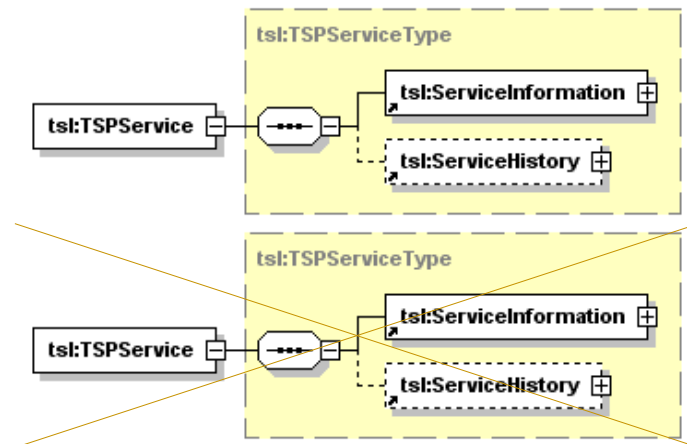 tsl:TSPServiceType
tsl:ServiceInformation
tsl:TSPService
tsl:ServiceHistory
tsl:TSPServiceType
tsl:ServiceInformation
tsl:TSPService
tsl:ServiceHistory